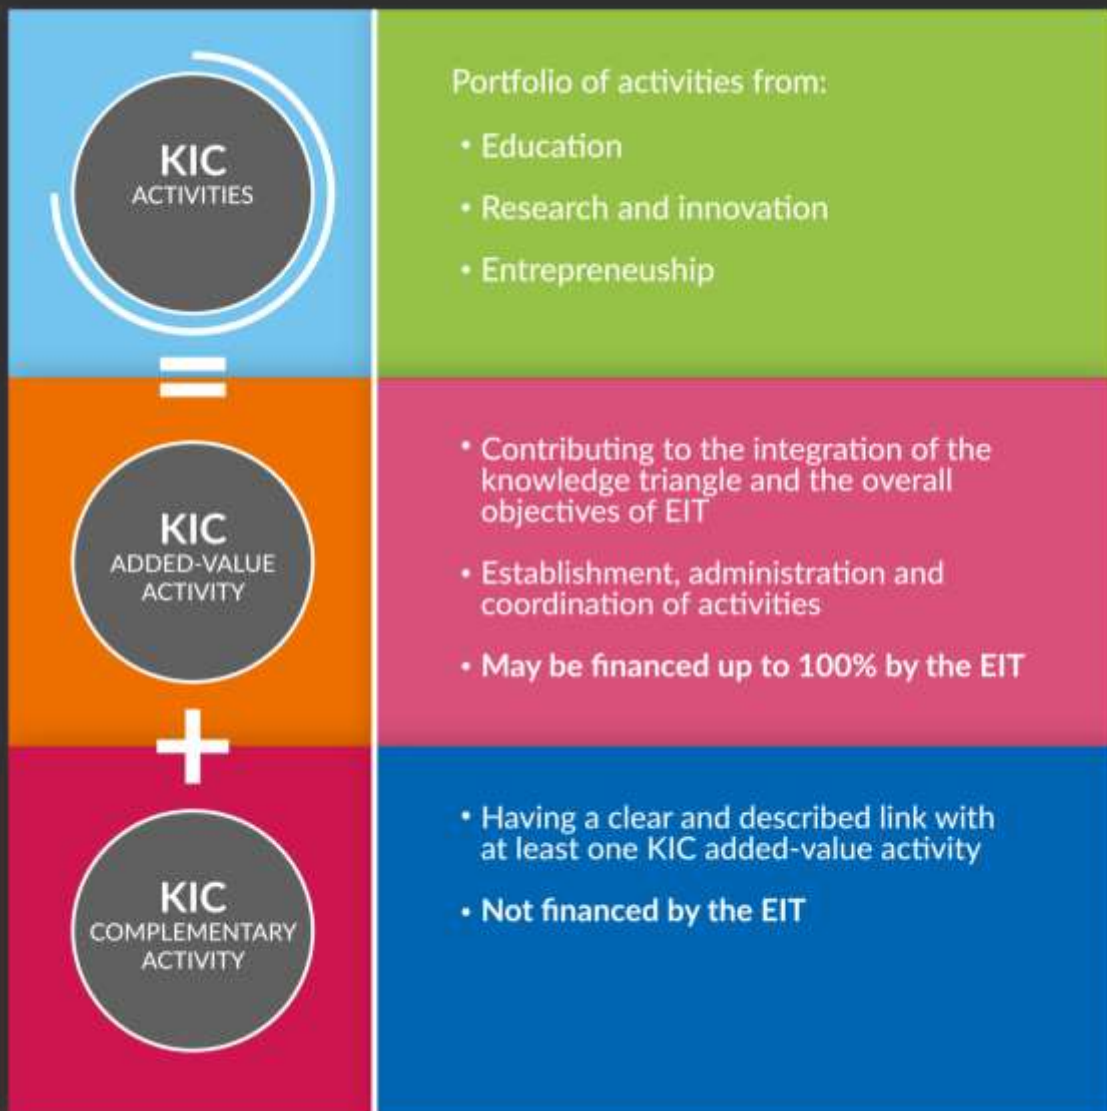 KIC
ACTIVITIES
Portfolio of activities from:
• Education
• Research and innovation
• Entrepreneuship
=
KIC
ADDED-VALUE
ACTIVITY
• Contributing to the integration of the
knowledge triangle and the overall
objectives of EIT
• Establishment, administration and
coordination of activities
• May be financed up to 100% by the EIT
+
KIC
COMPLEMENTARY
ACTIVITY
• Having a clear and described link with
at least one KIC added-value activity
• Not financed by the EIT